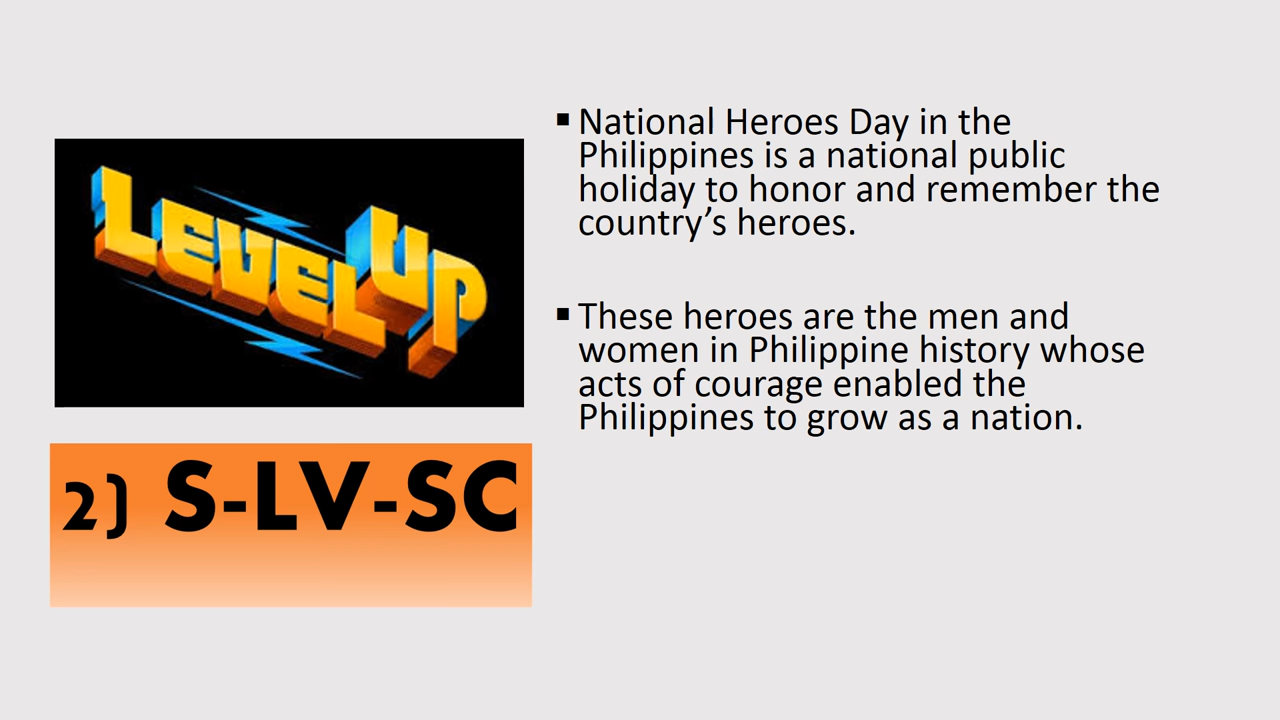 LEVEL UP
2) S-LV-SC
▪ National Heroes Day in the
Philippines is a national public
holiday to honor and remember the
country’s heroes.
▪ These heroes are the men and
women in Philippine history whose
acts of courage enabled the
Philippines to grow as a nation.